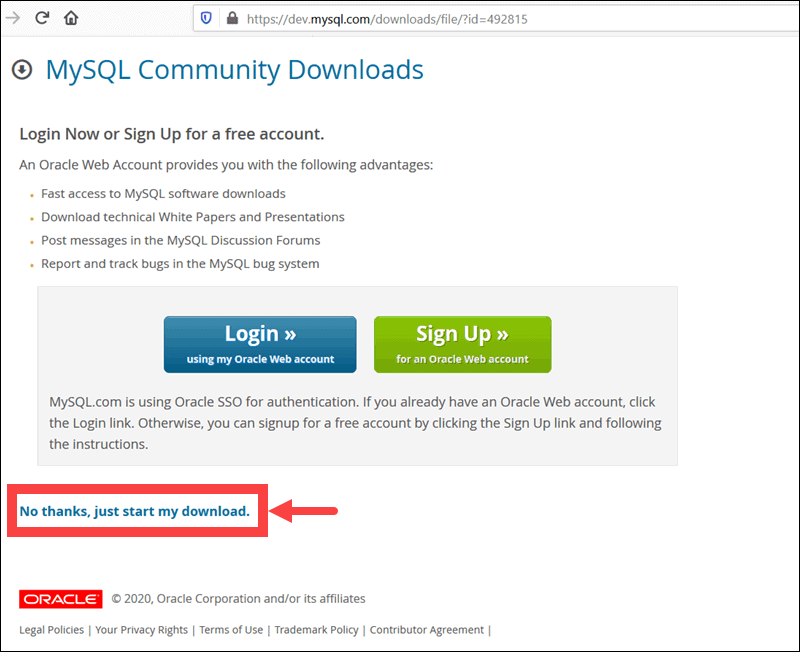 https://dev.mysql.com/downloads/file/?id=492815
MySQL Community Downloads
Login Now or Sign Up for a free account.
An Oracle Web Account provides you with the following advantages:
Fast access to MySQL software downloads
Download technical White Papers and Presentations
Post messages in the MySQL Discussion Forums
Report and track bugs in the MySQL bug system
Login »
using my Oracle Web account
Sign Up »
for an Oracle Web account
MySQL.com is using Oracle SSO for authentication. If you already have an Oracle Web account, click
the Login link. Otherwise, you can signup for a free account by clicking the Sign Up link and following
the instructions.
No thanks, just start my download.
ORACLE © 2020, Oracle Corporation and/or its affiliates
Legal Policies | Your Privacy Rights | Terms of Use | Trademark Policy | Contributor Agreement |